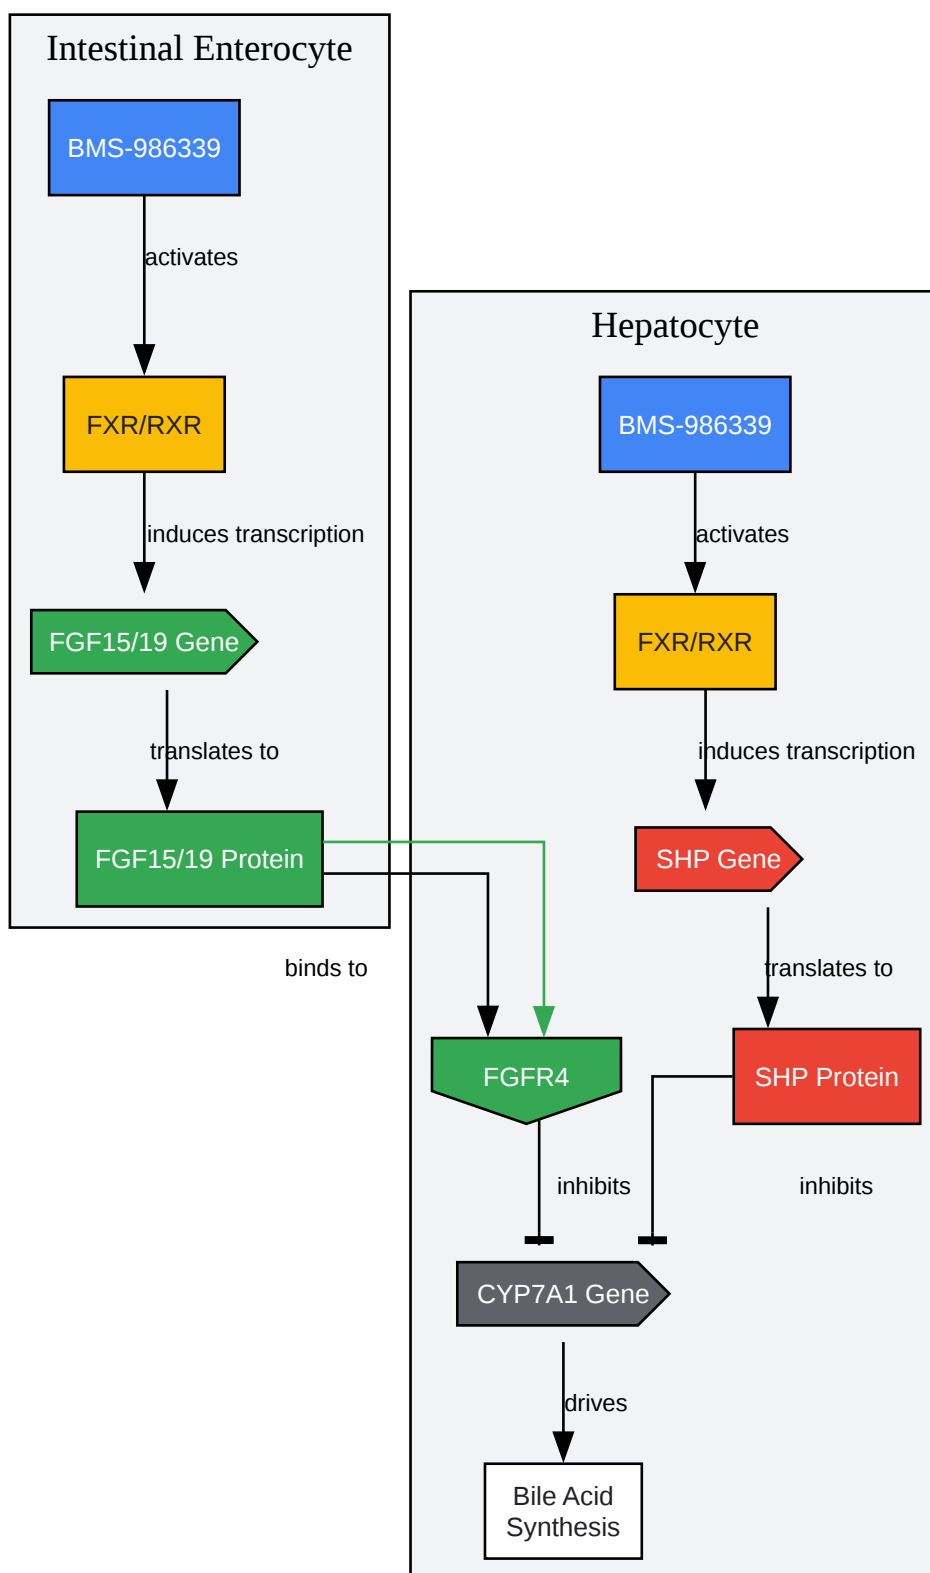 Intestinal Enterocyte
BMS-986339
activates
FXR/RXR
induces transcription
FGF15/19 Gene
translates to
FGF15/19 Protein
binds to
Hepatocyte
BMS-986339
activates
FXR/RXR
induces transcription
SHP Gene
translates to
SHP Protein
FGFR4
inhibits
inhibits
CYP7A1 Gene
drives
Bile Acid
Synthesis